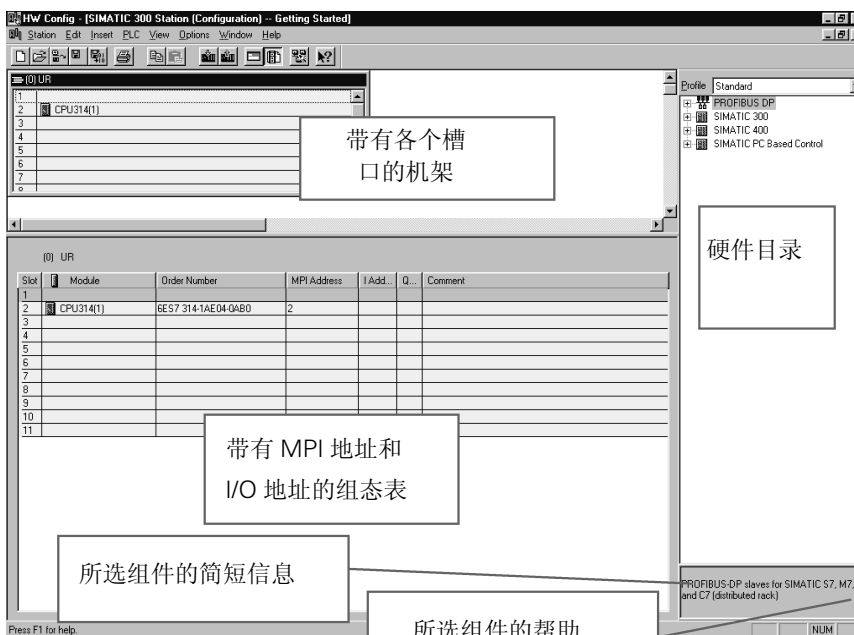 HW Config - [SIMATIC 300 Station (Configuration) -- Getting Started]
Station Edit Insert PLC View Options Window Help
(0) UR
1
2 CPU314(1)
3
4
5
6
7
带有各个槽
口的机架
Profile Standard
PROFIBUS DP
SIMATIC 300
SIMATIC 400
SIMATIC PC Based Control
硬件目录
(0) UR
Slot Module Order Number MPI Address I Add... Q... Comment
1
2 CPU314(1) 6ES7 314-1AE04-0AB0 2
3
4
5
6
7
8
9
10
11
带有 MPI 地址和
I/O 地址的组态表
所选组件的简短信息
PROFIBUS-DP slaves for SIMATIC S7, M7,
and C7 (distributed rack)
所选组件的帮助
Press F1 for help.
NUM